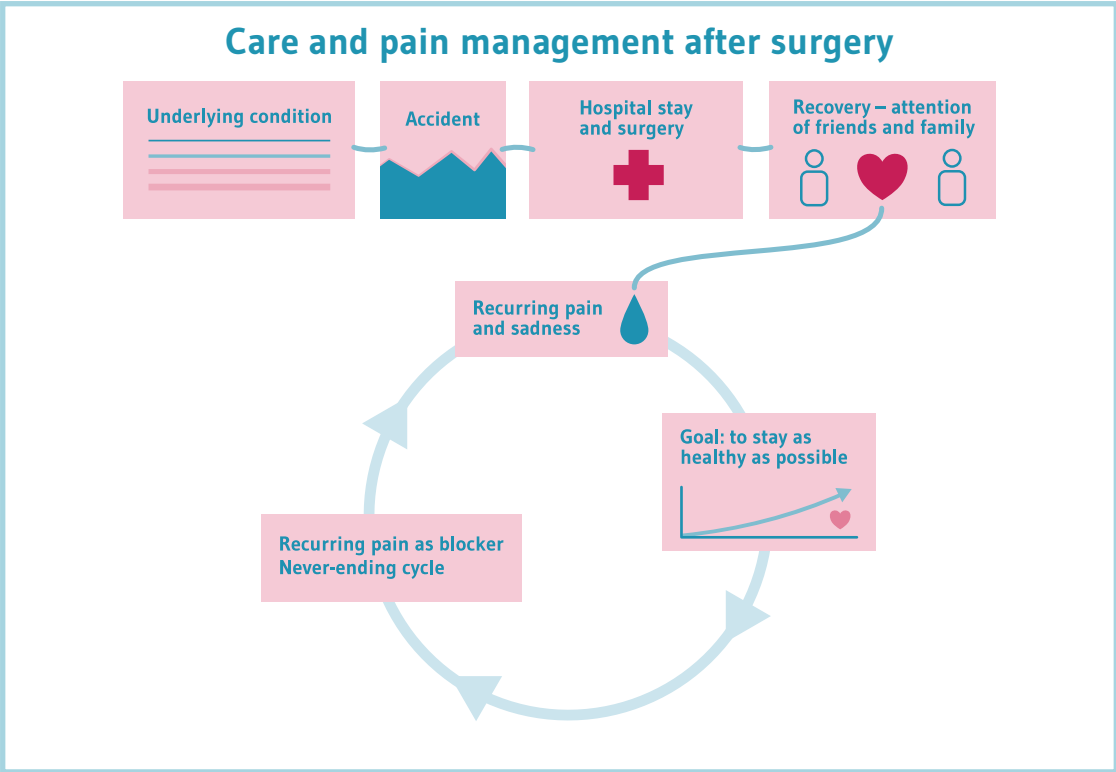 Care and pain management after surgery
Underlying condition
Accident
Hospital stay
and surgery
Recovery – attention
of friends and family
Recurring pain
and sadness
Goal: to stay as
healthy as possible
Recurring pain as blocker
Never-ending cycle